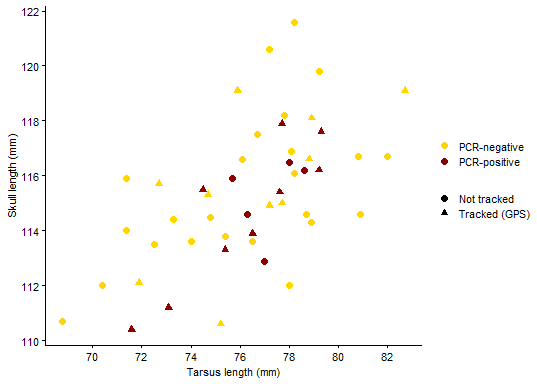 122
120
118
116
114
112
110
Skull length (mm)
70
72
74
76
78
80
82
Tarsus length (mm)
PCR-negative
PCR-positive
Not tracked
Tracked (GPS)